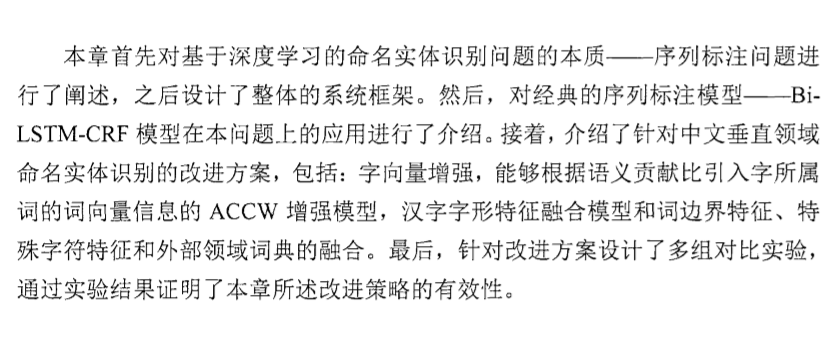 本章首先对基于深度学习的命名实体识别问题的本质——序列标注问题进
行了阐述，之后设计了整体的系统框架。然后，对经典的序列标注模型——Bi-
LSTM-CRF 模型在本问题上的应用进行了介绍。接着，介绍了针对中文垂直领域
命名实体识别的改进方案，包括：字向量增强，能够根据语义贡献比引入字所属
词的词向量信息的 ACCW 增强模型，汉字字形特征融合模型和词边界特征、特
殊字符特征和外部领域词典的融合。最后，针对改进方案设计了多组对比实验，
通过实验结果证明了本章所述改进策略的有效性。